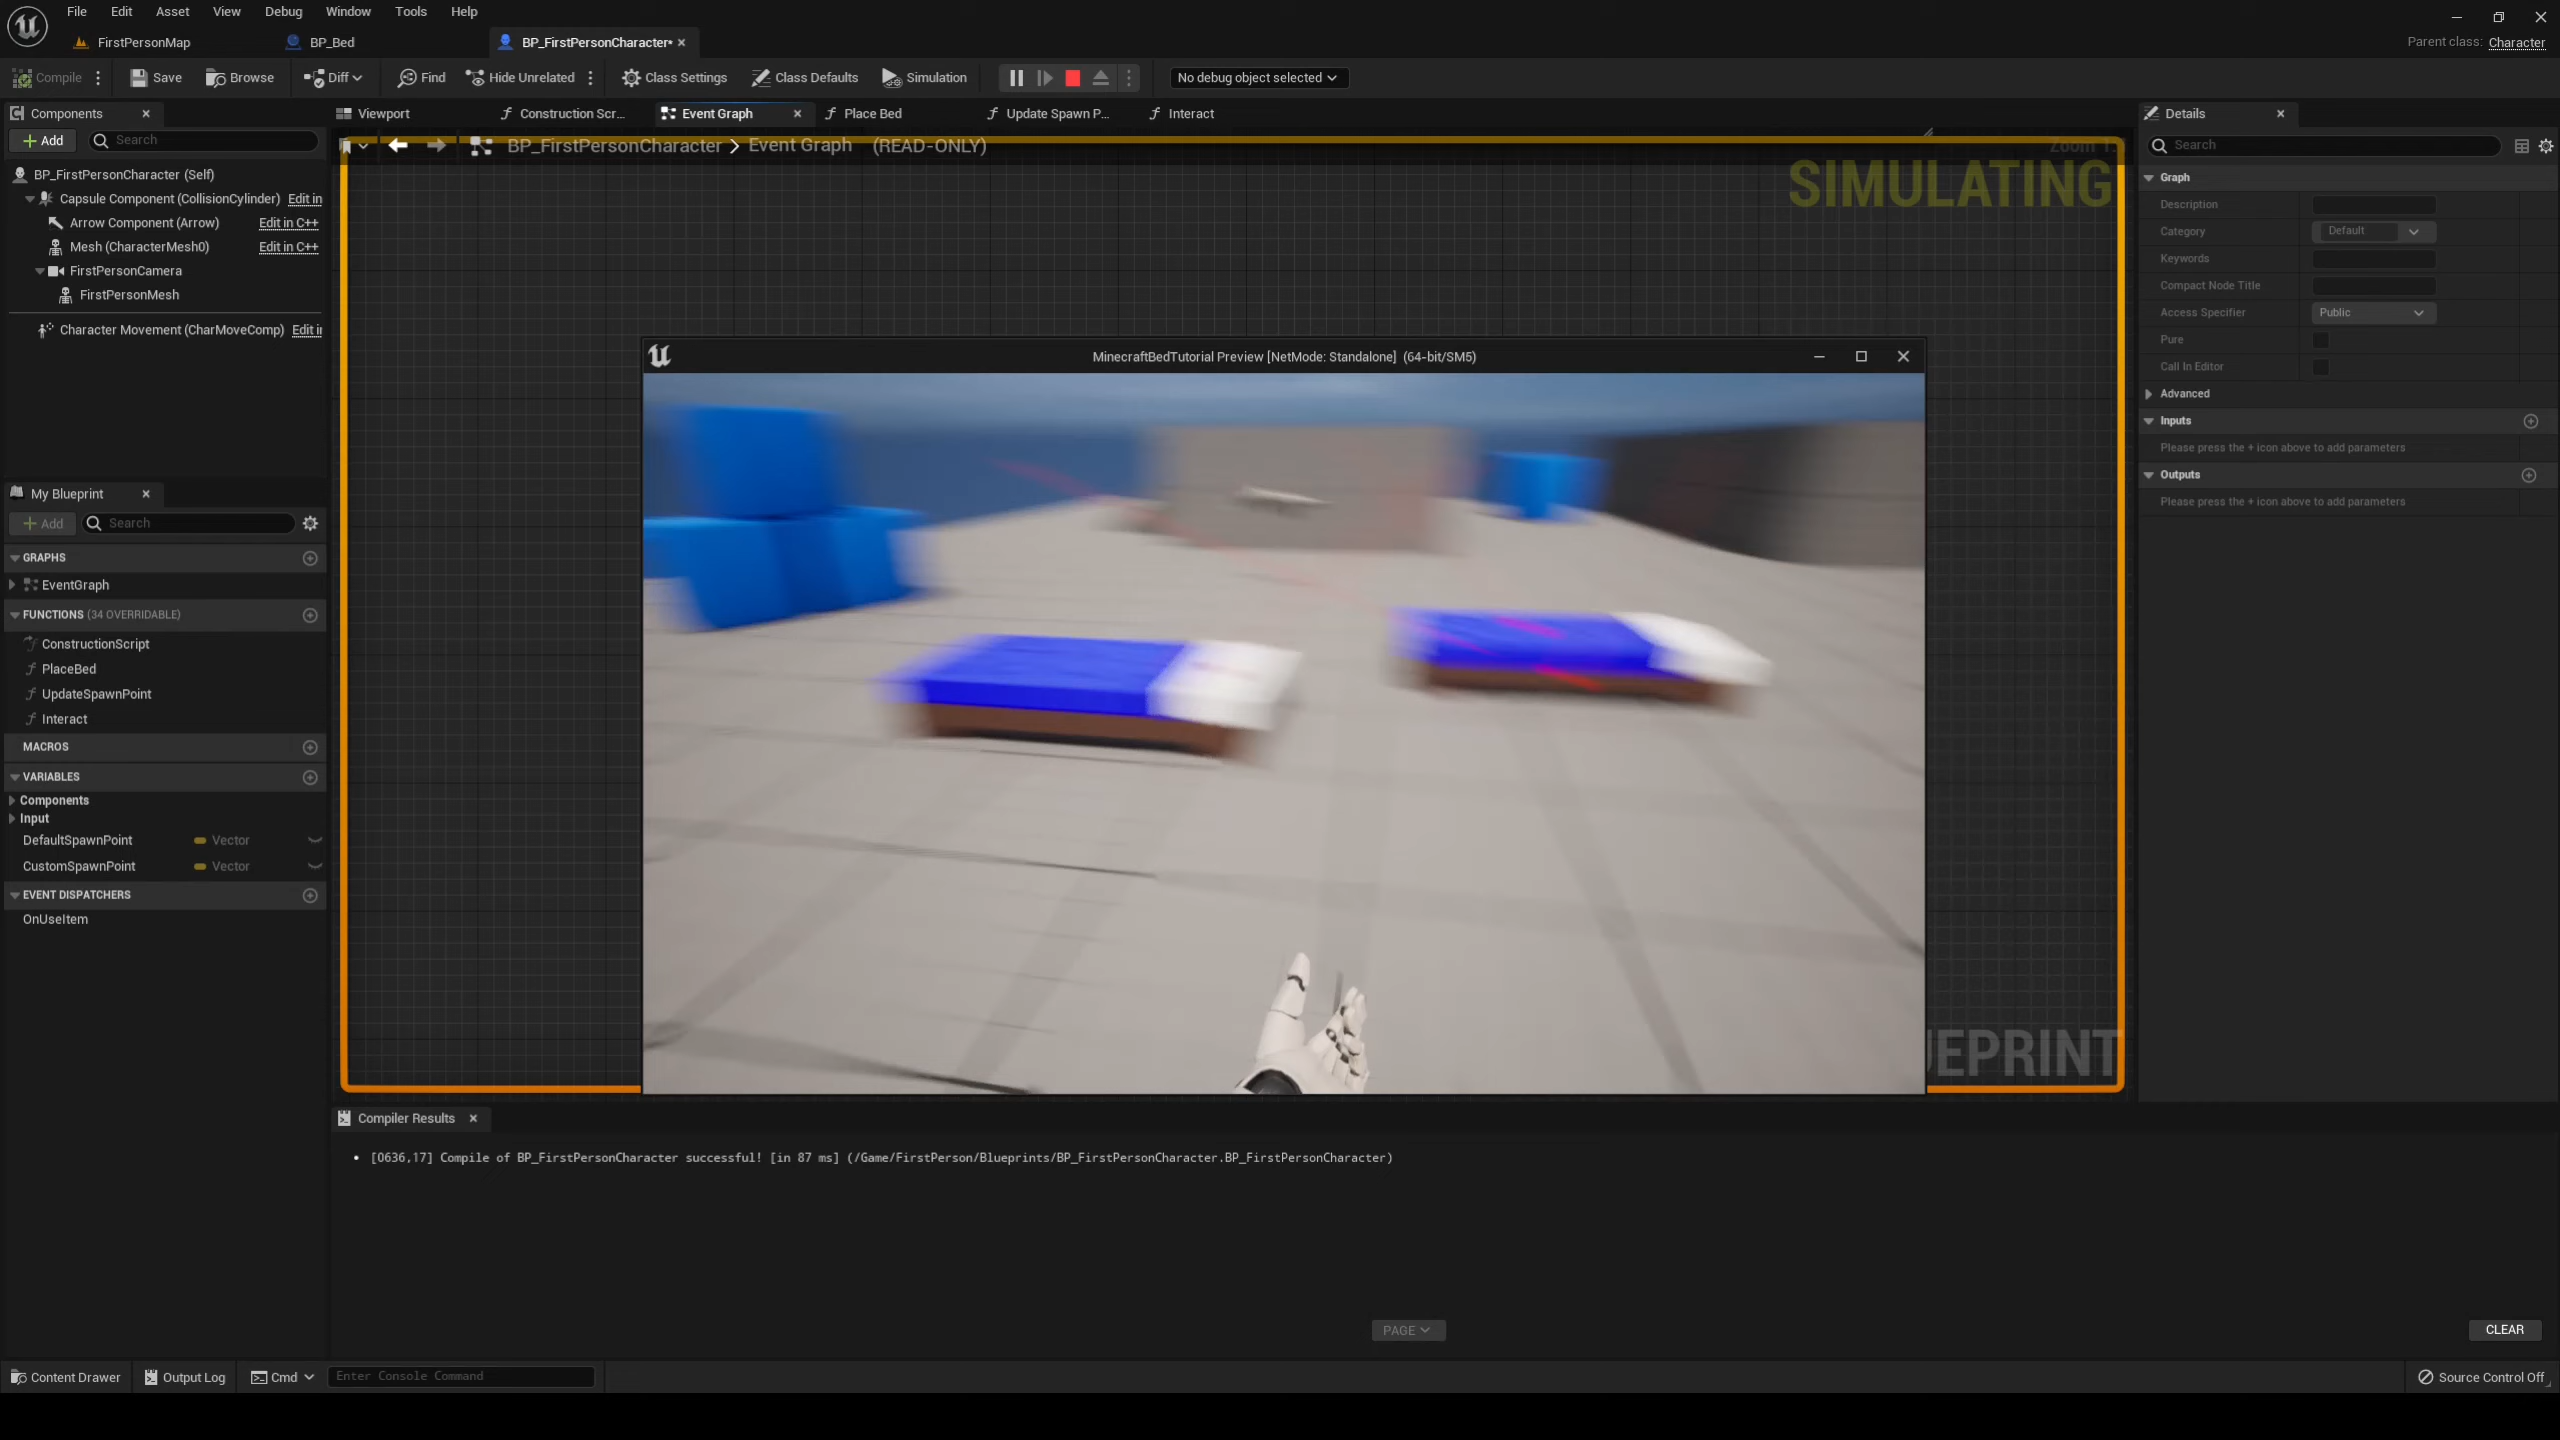 File Edit Asset View Debug Window Tools Help
FirstPersonMap BP_Bed BP_FirstPersonCharacter•
Parent class: Character
Compile Save Browse Diff Find Hide Unrelated Class Settings Class Defaults Simulation No debug object selected
Components
Viewport Construction Scr... Event Graph Place Bed Update Spawn P... Interact
Details
Add Search
BP_FirstPersonCharacter > Event Graph (READ-ONLY)
Search
SIMULATING
BP_FirstPersonCharacter (Self)
Capsule Component (CollisionCylinder) Edit in
Arrow Component (Arrow) Edit in C++
Mesh (CharacterMesh0) Edit in C++
FirstPersonCamera
FirstPersonMesh
Character Movement (CharMoveComp) Edit in
Graph
Description
Category Default
Keywords
Compact Node Title
Access Specifier Public
Pure
Call In Editor
Advanced
Inputs
Please press the + icon above to add parameters
Outputs
Please press the + icon above to add parameters
MinecraftBedTutorial Preview [NetMode: Standalone] (64-bit/SM5)
My Blueprint
Add Search
GRAPHS
EventGraph
FUNCTIONS (34 OVERRIDABLE)
ConstructionScript
PlaceBed
UpdateSpawnPoint
Interact
MACROS
VARIABLES
Components
Input
DefaultSpawnPoint Vector
CustomSpawnPoint Vector
EVENT DISPATCHERS
OnUseItem
UEPRINT
Compiler Results
• [0636,17] Compile of BP_FirstPersonCharacter successful! [in 87 ms] (/Game/FirstPerson/Blueprints/BP_FirstPersonCharacter.BP_FirstPersonCharacter)
PAGE
CLEAR
Content Drawer Output Log Cmd Enter Console Command Source Control Off